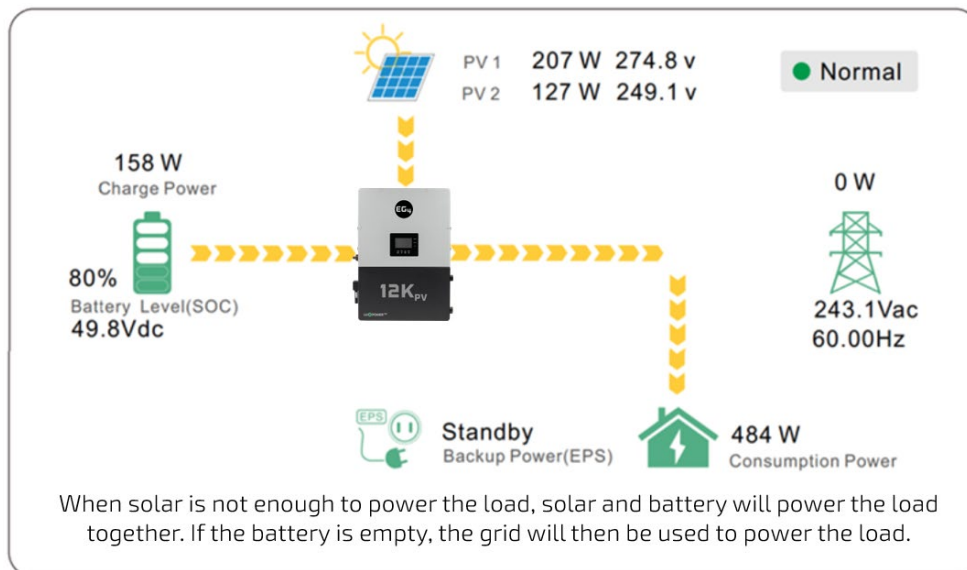 PV 1 207 W 274.8 v
PV 2 127 W 249.1 v
Normal
158 W
Charge Power
80%
Battery Level(SOC)
49.8Vdc
EG4
12K PV
0 W
243.1Vac
60.00Hz
EPS
Standby
Backup Power(EPS)
484 W
Consumption Power
When solar is not enough to power the load, solar and battery will power the load
together. If the battery is empty, the grid will then be used to power the load.